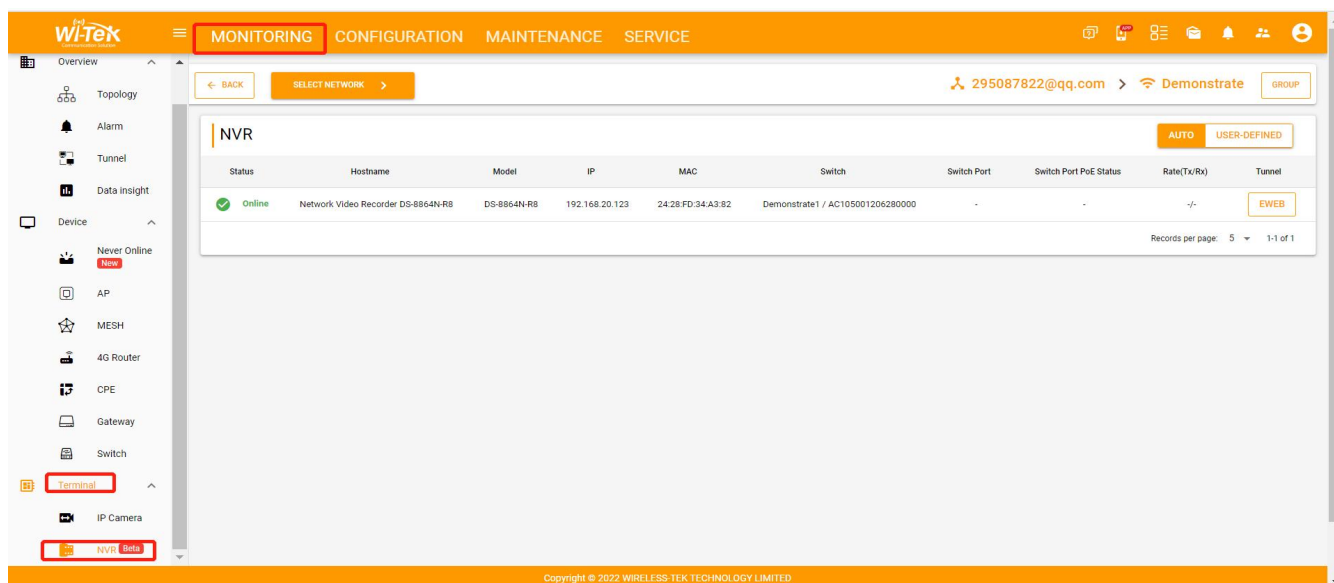 Wi-Tek
Communication Solution
MONITORING CONFIGURATION MAINTENANCE SERVICE
APP
Overview
Topology
Alarm
Tunnel
Data insight
Device
Never Online
New
AP
MESH
4G Router
CPE
Gateway
Switch
Terminal
IP Camera
NVR Beta
← BACK SELECT NETWORK > 295087822@qq.com > Demonstrate GROUP
NVR AUTO USER-DEFINED
Status Hostname Model IP MAC Switch Switch Port Switch Port PoE Status Rate(Tx/Rx) Tunnel
Online Network Video Recorder DS-8864N-R8 DS-8864N-R8 192.168.20.123 24:28:FD:34:A3:82 Demonstrate1 / AC105001206280000 - - -/- EWEB
Records per page: 5 1-1 of 1
Copyright © 2022 WIRELESS-TEK TECHNOLOGY LIMITED